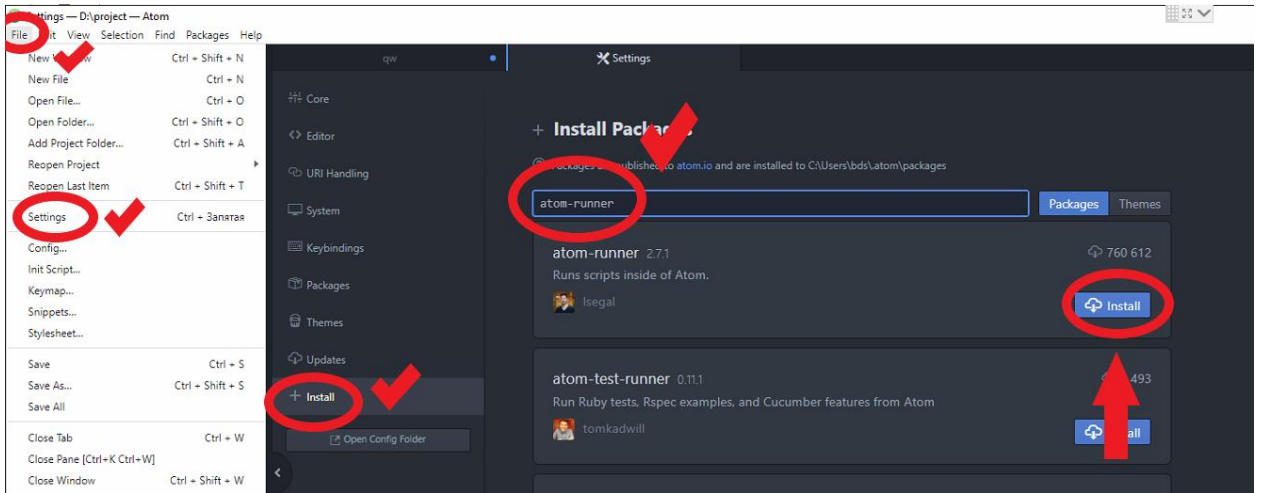 Settings — D:\project — Atom
File Edit View Selection Find Packages Help
New Window Ctrl + Shift + N
New File Ctrl + N
Open File... Ctrl + O
Open Folder... Ctrl + Shift + O
Add Project Folder... Ctrl + Shift + A
Reopen Project
Reopen Last Item Ctrl + Shift + T
Settings Ctrl + Запятая
Config...
Init Script...
Keymap...
Snippets...
Stylesheet...
Save Ctrl + S
Save As... Ctrl + Shift + S
Save All
Close Tab Ctrl + W
Close Pane [Ctrl+K Ctrl+W]
Close Window Ctrl + Shift + W
qw
Settings
Core
Editor
URI Handling
System
Keybindings
Packages
Themes
Updates
Install
Open Config Folder
Install Packages
Packages are published to atom.io and are installed to C:\Users\bds\.atom\packages
atom-runner
Packages Themes
atom-runner 2.7.1 760 612
Runs scripts inside of Atom.
lsegal
Install
atom-test-runner 0.11.1 493
Run Ruby tests, Rspec examples, and Cucumber features from Atom
tomkadwill
Install